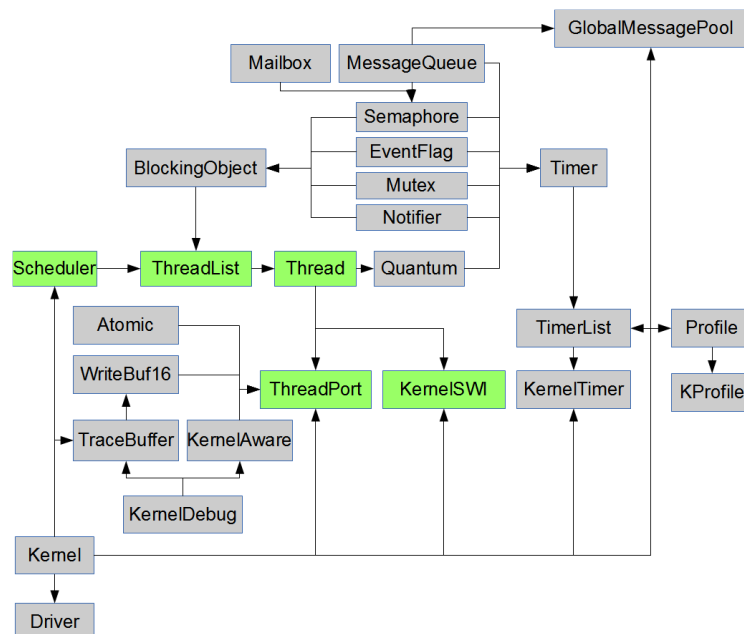 GlobalMessagePool
Mailbox
MessageQueue
Semaphore
EventFlag
BlockingObject
Timer
Mutex
Notifier
Scheduler
ThreadList
Thread
Quantum
Atomic
TimerList
Profile
WriteBuf16
ThreadPort
KernelSWI
KernelTimer
KProfile
TraceBuffer
KernelAware
KernelDebug
Kernel
Driver